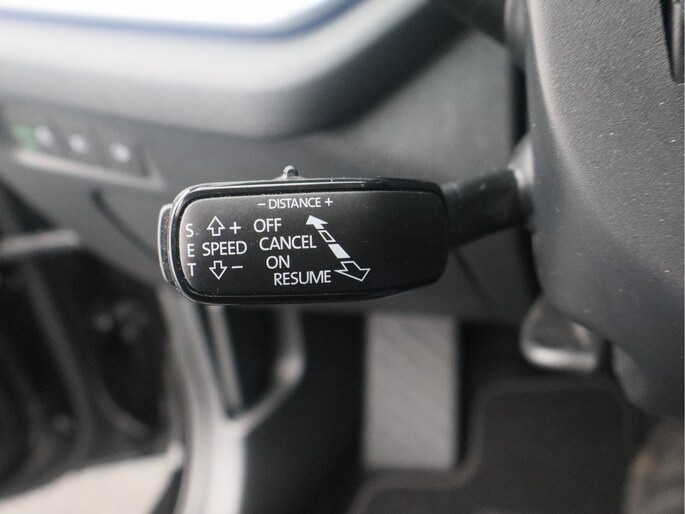 − DISTANCE +
S + OFF
E SPEED CANCEL
T − ON
RESUME